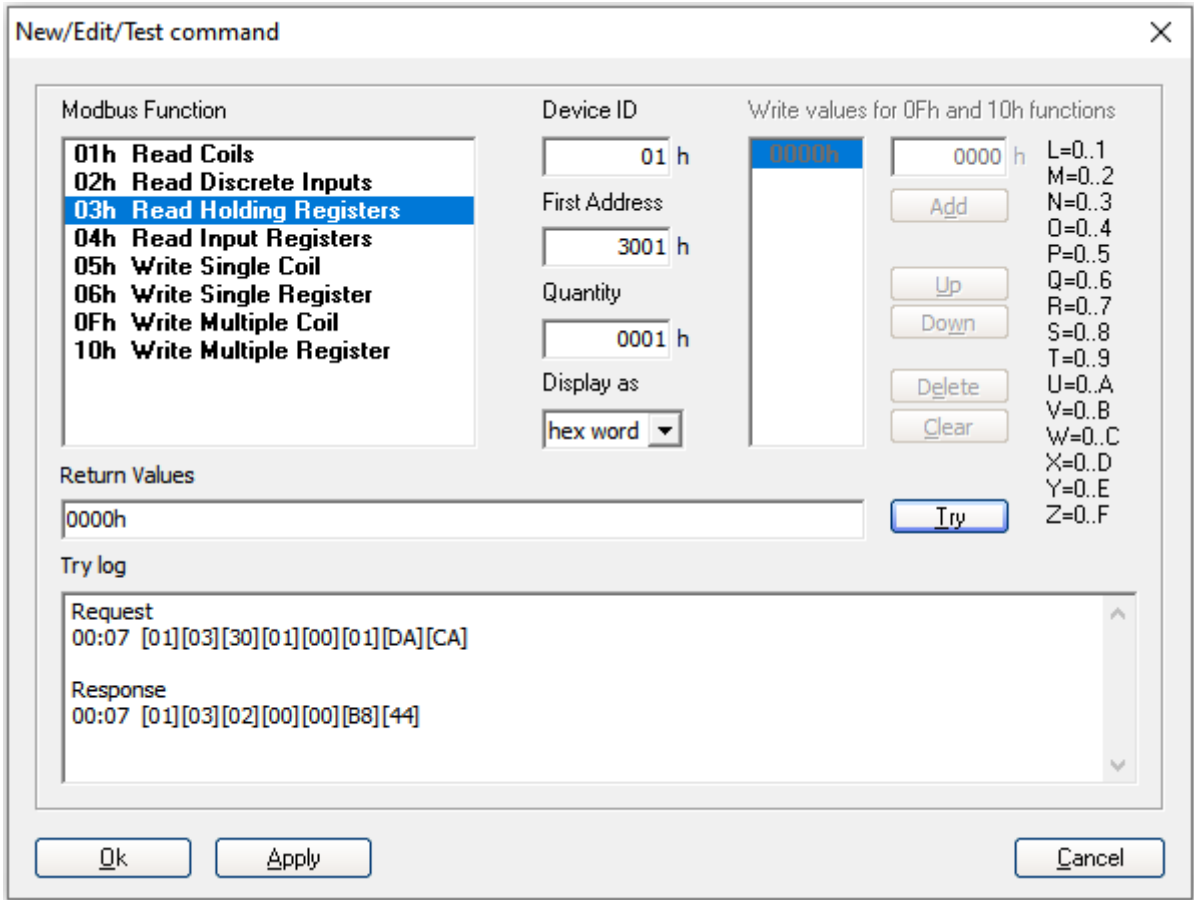 New/Edit/Test command
Modbus Function
01h Read Coils
02h Read Discrete Inputs
03h Read Holding Registers
04h Read Input Registers
05h Write Single Coil
06h Write Single Register
0Fh Write Multiple Coil
10h Write Multiple Register
Device ID
01 h
First Address
3001 h
Quantity
0001 h
Display as
hex word
Write values for 0Fh and 10h functions
0000h
0000 h
Add
Up
Down
Delete
Clear
L=0..1
M=0..2
N=0..3
O=0..4
P=0..5
Q=0..6
R=0..7
S=0..8
T=0..9
U=0..A
V=0..B
W=0..C
X=0..D
Y=0..E
Z=0..F
Return Values
0000h
Try
Try log
Request
00:07 [01][03][30][01][00][01][DA][CA]
Response
00:07 [01][03][02][00][00][B8][44]
Ok
Apply
Cancel